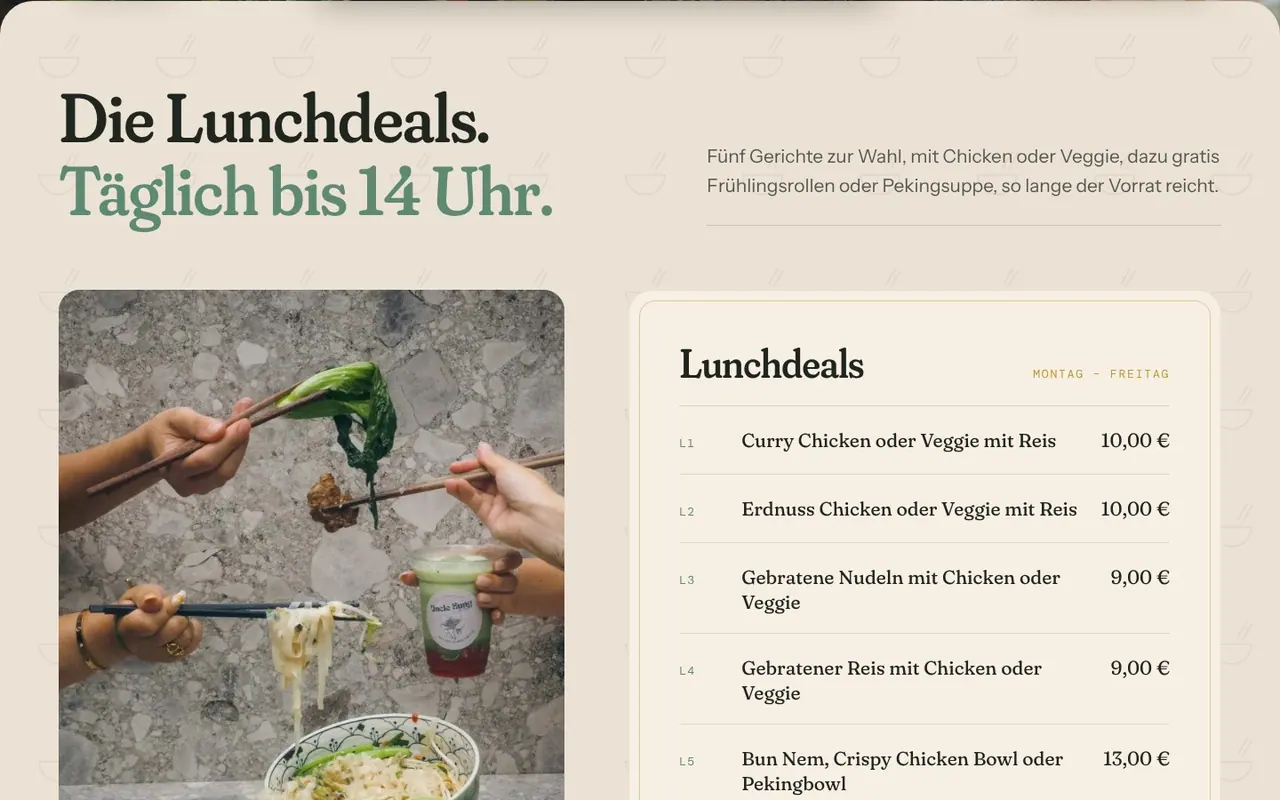 Die Lunchdeals.
Täglich bis 14 Uhr.
Fünf Gerichte zur Wahl, mit Chicken oder Veggie, dazu gratis
Frühlingsrollen oder Pekingsuppe, so lange der Vorrat reicht.
Lunchdeals
MONTAG – FREITAG
L1 Curry Chicken oder Veggie mit Reis 10,00 €
L2 Erdnuss Chicken oder Veggie mit Reis 10,00 €
L3 Gebratene Nudeln mit Chicken oder 9,00 €
Veggie
L4 Gebratener Reis mit Chicken oder 9,00 €
Veggie
L5 Bun Nem, Crispy Chicken Bowl oder 13,00 €
Pekingbowl